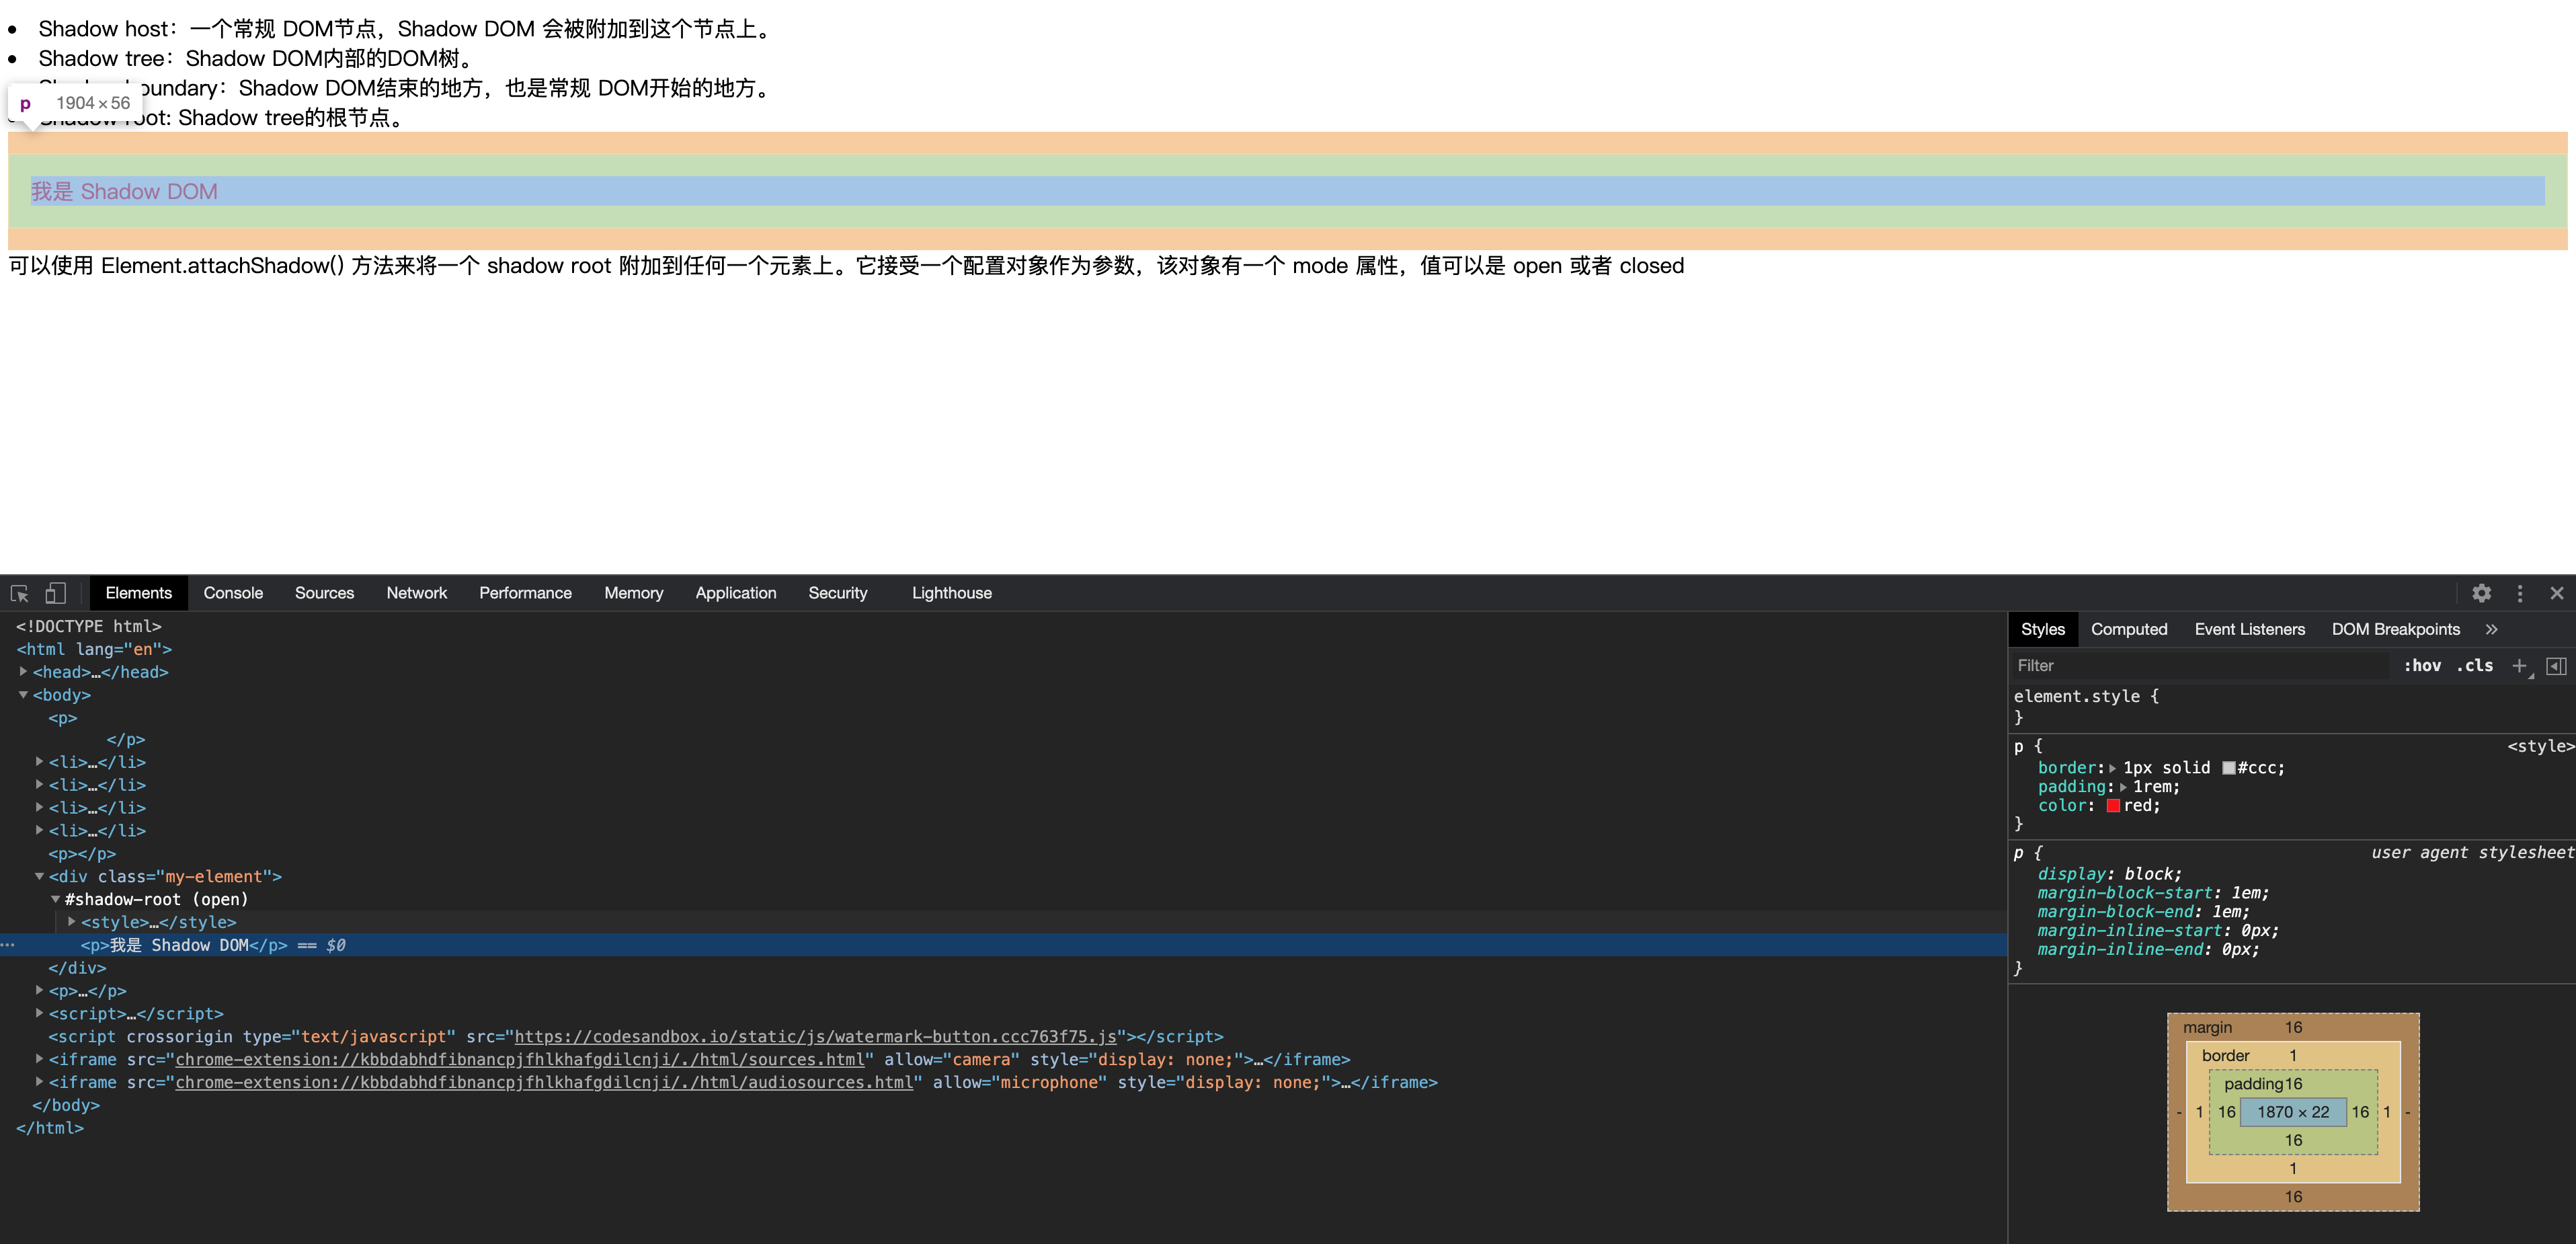 Shadow host：一个常规 DOM节点，Shadow DOM 会被附加到这个节点上。
Shadow tree：Shadow DOM内部的DOM树。
oundary：Shadow DOM结束的地方，也是常规 DOM开始的地方。
p 1904×56
Shadow root: Shadow tree的根节点。
我是 Shadow DOM
可以使用 Element.attachShadow() 方法来将一个 shadow root 附加到任何一个元素上。它接受一个配置对象作为参数，该对象有一个 mode 属性，值可以是 open 或者 closed
Elements Console Sources Network Performance Memory Application Security Lighthouse
<!DOCTYPE html>
<html lang="en">
<head>…</head>
<body>
<p>
</p>
<li>…</li>
<li>…</li>
<li>…</li>
<li>…</li>
<p></p>
<div class="my-element">
#shadow-root (open)
<style>…</style>
<p>我是 Shadow DOM</p> == $0
</div>
<p>…</p>
<script>…</script>
<script crossorigin type="text/javascript" src="https://codesandbox.io/static/js/watermark-button.ccc763f75.js"></script>
<iframe src="chrome-extension://kbbdabhdfibnancpjfhlkhafgdilcnji/./html/sources.html" allow="camera" style="display: none;">…</iframe>
<iframe src="chrome-extension://kbbdabhdfibnancpjfhlkhafgdilcnji/./html/audiosources.html" allow="microphone" style="display: none;">…</iframe>
</body>
</html>
Styles Computed Event Listeners DOM Breakpoints »
Filter :hov .cls +
element.style {
}
p { <style>
border: 1px solid #ccc;
padding: 1rem;
color: red;
}
p { user agent stylesheet
display: block;
margin-block-start: 1em;
margin-block-end: 1em;
margin-inline-start: 0px;
margin-inline-end: 0px;
}
margin 16
border 1
padding16
- 1 16 1870 × 22 16 1 -
16
1
16